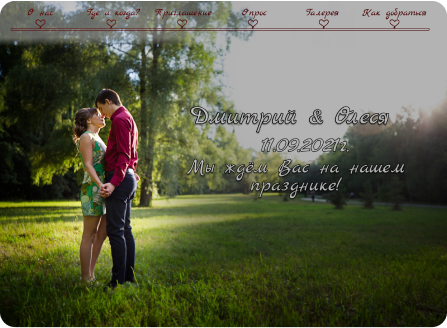 О нас Где и когда? Приглашение Опрос Галерея Как добраться
Дмитрий & Олеся
11.09.2021г.
Мы ждём Вас на нашем
празднике!